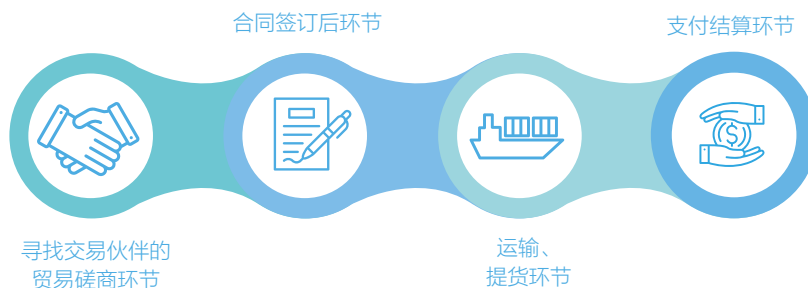 合同签订后环节
支付结算环节
寻找交易伙伴的
贸易磋商环节
运输、
提货环节